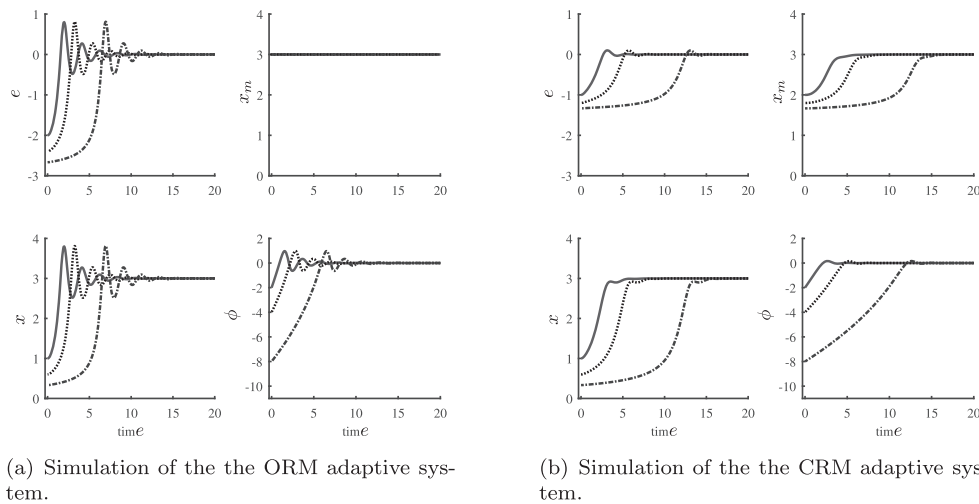 1
0
-1
-2
-3
e
0 5 10 15 20
4
3
2
1
0
x_m
0 5 10 15 20
4
3
2
1
0
x
0 5 10 15 20
time
2
0
-2
-4
-6
-8
-10
ϕ
0 5 10 15 20
time
(a) Simulation of the the ORM adaptive sys-
tem.
1
0
-1
-2
-3
e
0 5 10 15 20
4
3
2
1
0
x_m
0 5 10 15 20
4
3
2
1
0
x
0 5 10 15 20
time
2
0
-2
-4
-6
-8
-10
ϕ
0 5 10 15 20
time
(b) Simulation of the the CRM adaptive sys
tem.